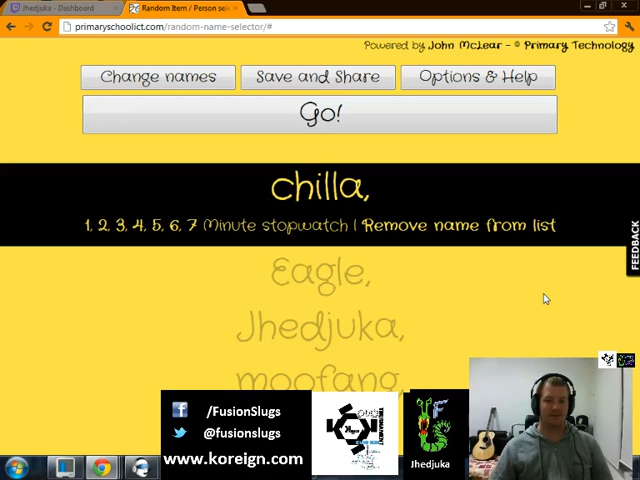 Jhedjuka - Dashboard
Random Item / Person sele
primaryschoolict.com/random-name-selector/#
Powered by John McLear - © Primary Technology
Change names
Save and Share
Options & Help
Go!
chilla,
1, 2, 3, 4, 5, 6, 7 Minute stopwatch | Remove name from list
FEEDBACK
Eagle,
Jhedjuka,
moofang,
/FusionSlugs
@fusionslugs
www.koreign.com
Jhedjuka